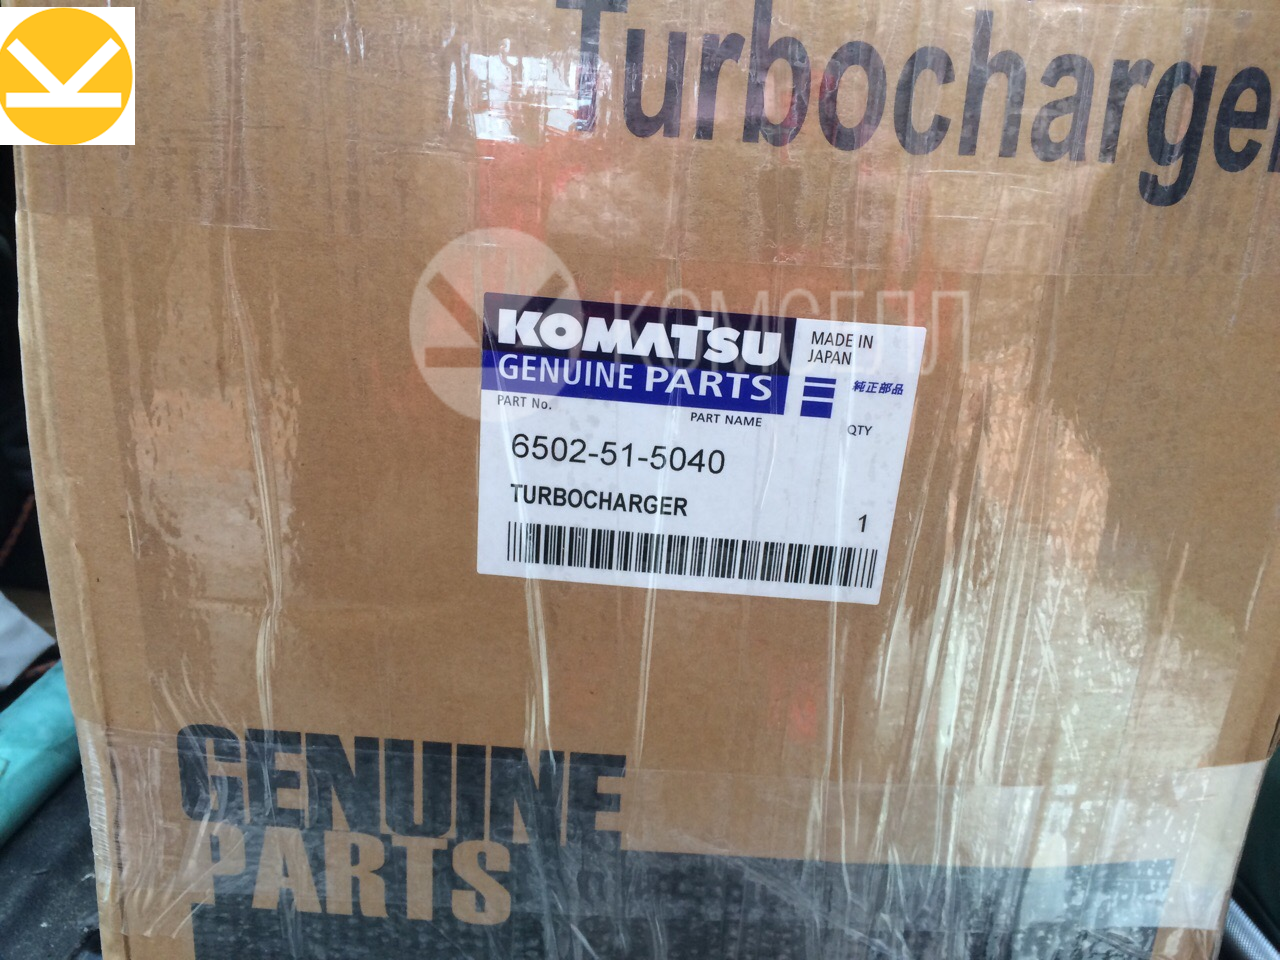 Turbocharger
КОМСЕЛЛ
KOMATSU
GENUINE PARTS
MADE IN
JAPAN
純正部品
PART No.
PART NAME
QTY
6502-51-5040
TURBOCHARGER
1
GENUINE
PARTS